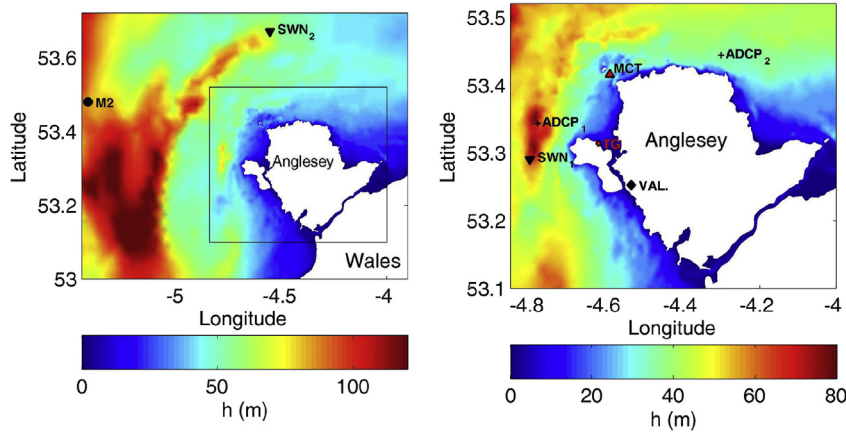 SWN2
53.6
M2
53.4
Anglesey
53.2
Wales
53
-5
-4.5
-4
Latitude
Longitude
0
50
100
h (m)
53.5
ADCP2
MCT
53.4
ADCP1
TG
Anglesey
53.3
SWN1
VAL.
53.2
53.1
-4.8
-4.6
-4.4
-4.2
-4
Latitude
Longitude
0
20
40
60
80
h (m)